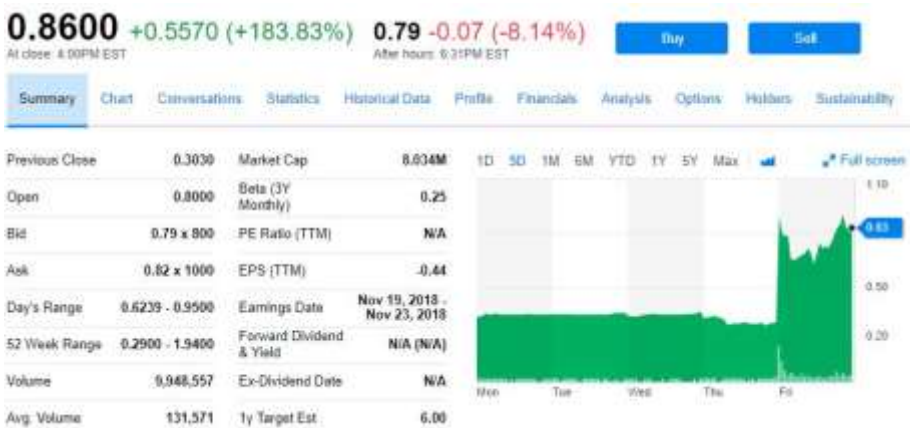 0.8600 +0.5570 (+183.83%) 0.79 -0.07 (-8.14%) Buy Sell
At close: 4:00PM EST After hours: 6:31PM EST
Summary Chart Conversations Statistics Historical Data Profile Financials Analysis Options Holders Sustainability
Previous Close 0.3030
Open 0.8000
Bid 0.79 x 800
Ask 0.82 x 1000
Day's Range 0.6239 - 0.9500
52 Week Range 0.2900 - 1.9400
Volume 9,948,557
Avg. Volume 131,571
Market Cap 8.034M
Beta (3Y
Monthly) 0.25
PE Ratio (TTM) N/A
EPS (TTM) -0.44
Earnings Date Nov 19, 2018 -
Nov 23, 2018
Forward Dividend
& Yield N/A (N/A)
Ex-Dividend Date N/A
1y Target Est 6.00
1D 5D 1M 6M YTD 1Y 5Y Max Full screen
1.10
0.83
0.50
0.20
Mon Tue Wed Thu Fri